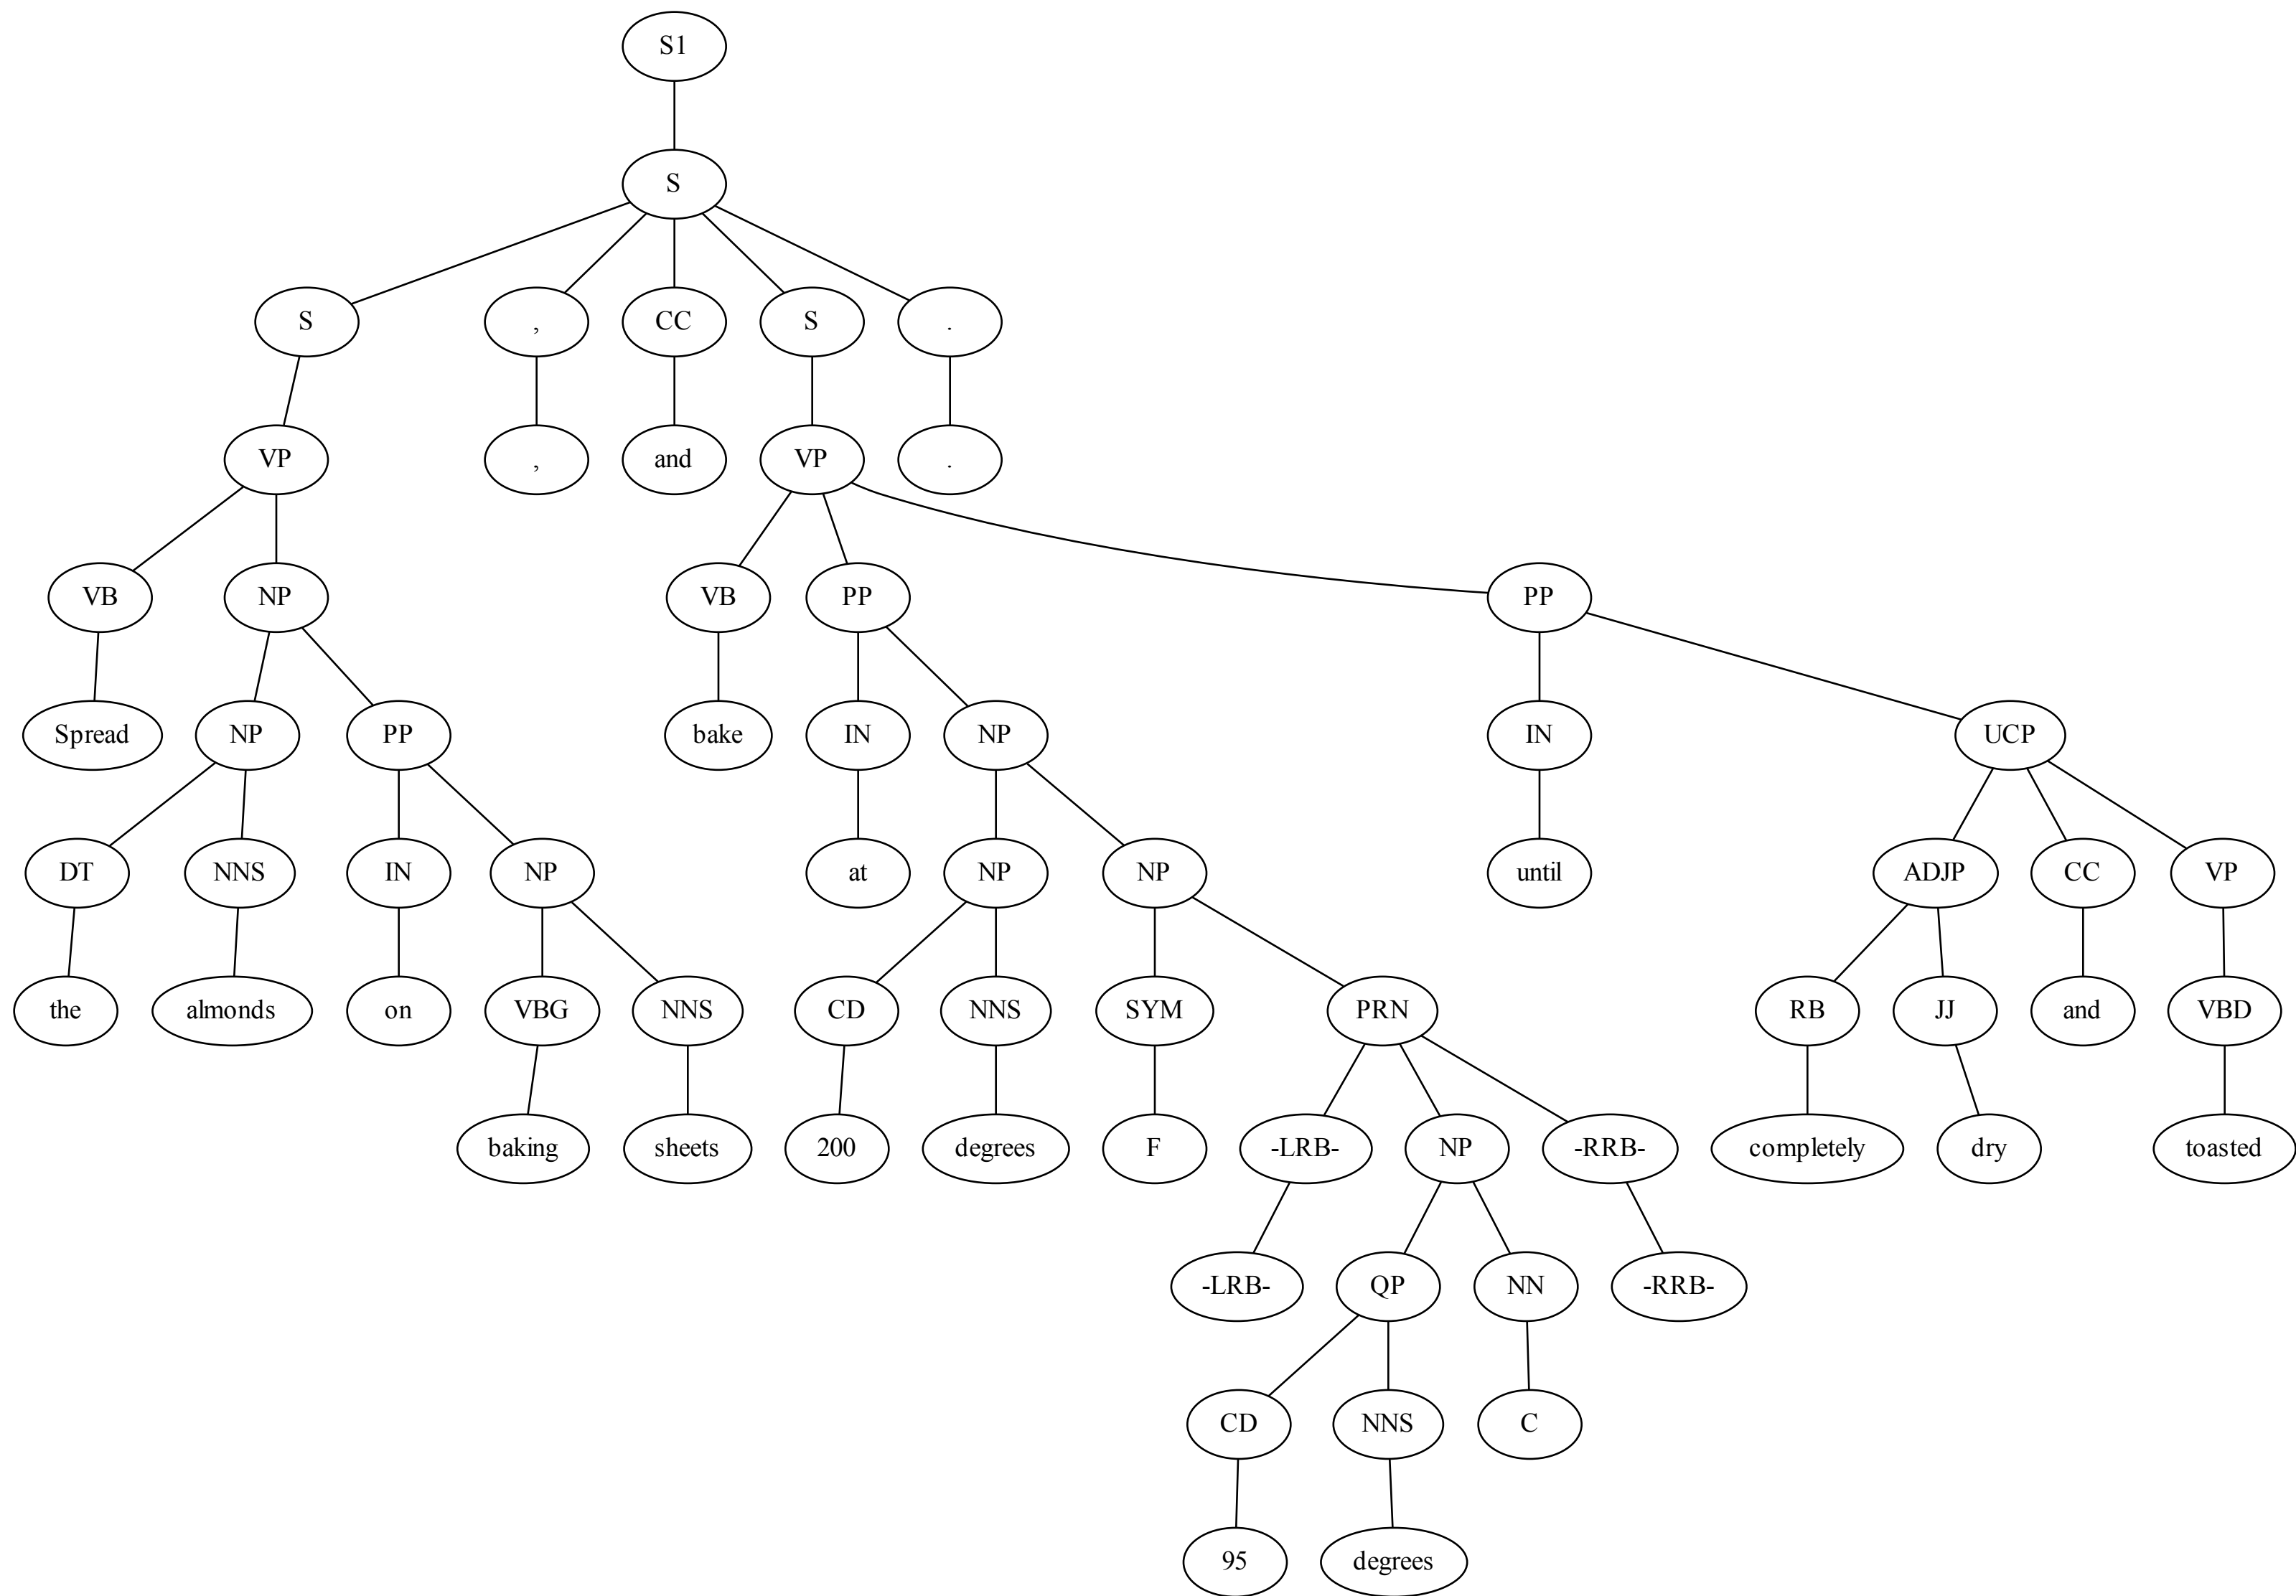 S1
S
S , CC S .
VP , and VP .
VB NP VB PP PP
Spread NP PP bake IN NP IN UCP
DT NNS IN NP at NP NP until ADJP CC VP
the almonds on VBG NNS CD NNS SYM PRN RB JJ and VBD
baking sheets 200 degrees F -LRB- NP -RRB- completely dry toasted
-LRB- QP NN -RRB-
CD NNS C
95 degrees